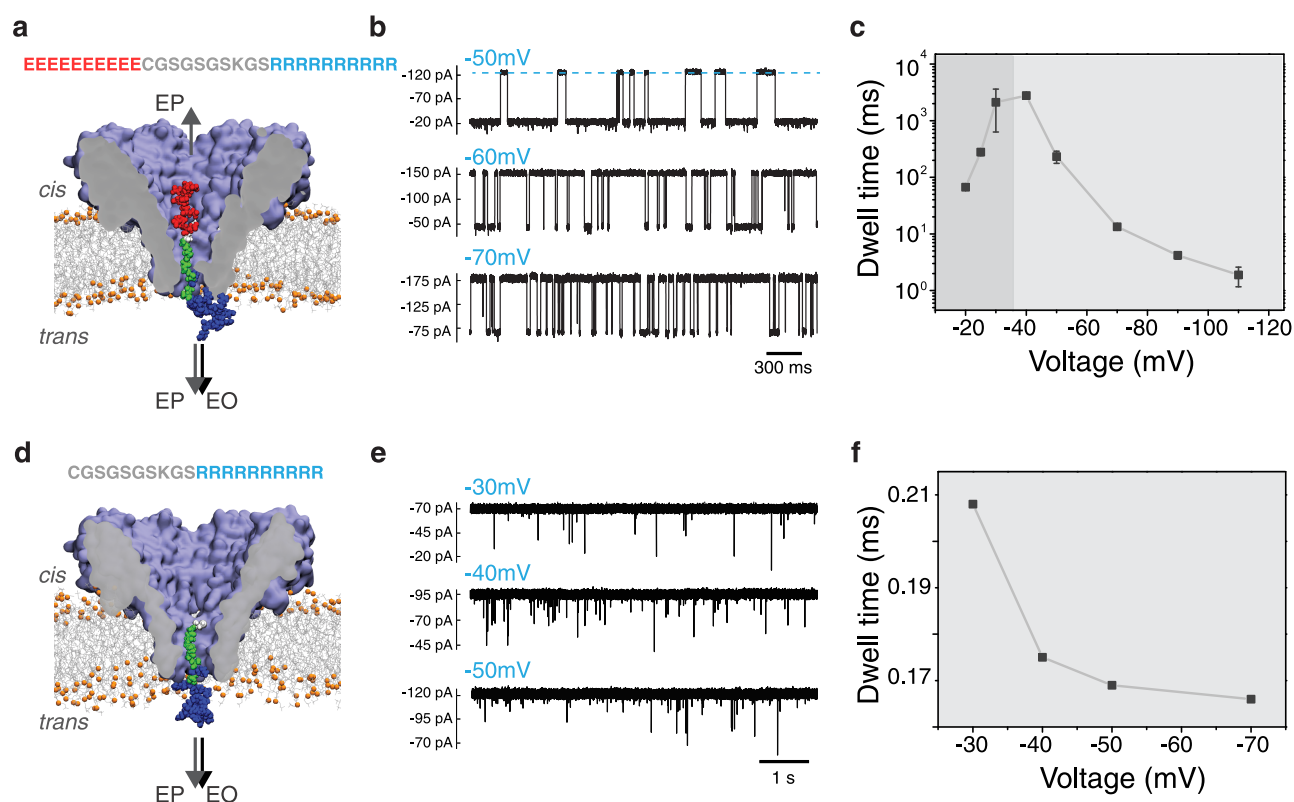 a
EEEEEEEEEECGSGSGSKGSRRRRRRRRRR
EP
cis
trans
EP EO
b
-50mV
-120 pA
-70 pA
-20 pA
-60mV
-150 pA
-100 pA
-50 pA
-70mV
-175 pA
-125 pA
-75 pA
300 ms
c
Dwell time (ms)
10⁴
10³
10²
10¹
10⁰
-20 -40 -60 -80 -100 -120
Voltage (mV)
d
CGSGSGSKGSRRRRRRRRRR
cis
trans
EP EO
e
-30mV
-70 pA
-45 pA
-20 pA
-40mV
-95 pA
-70 pA
-45 pA
-50mV
-120 pA
-95 pA
-70 pA
1 s
f
Dwell time (ms)
0.21
0.19
0.17
-30 -40 -50 -60 -70
Voltage (mV)